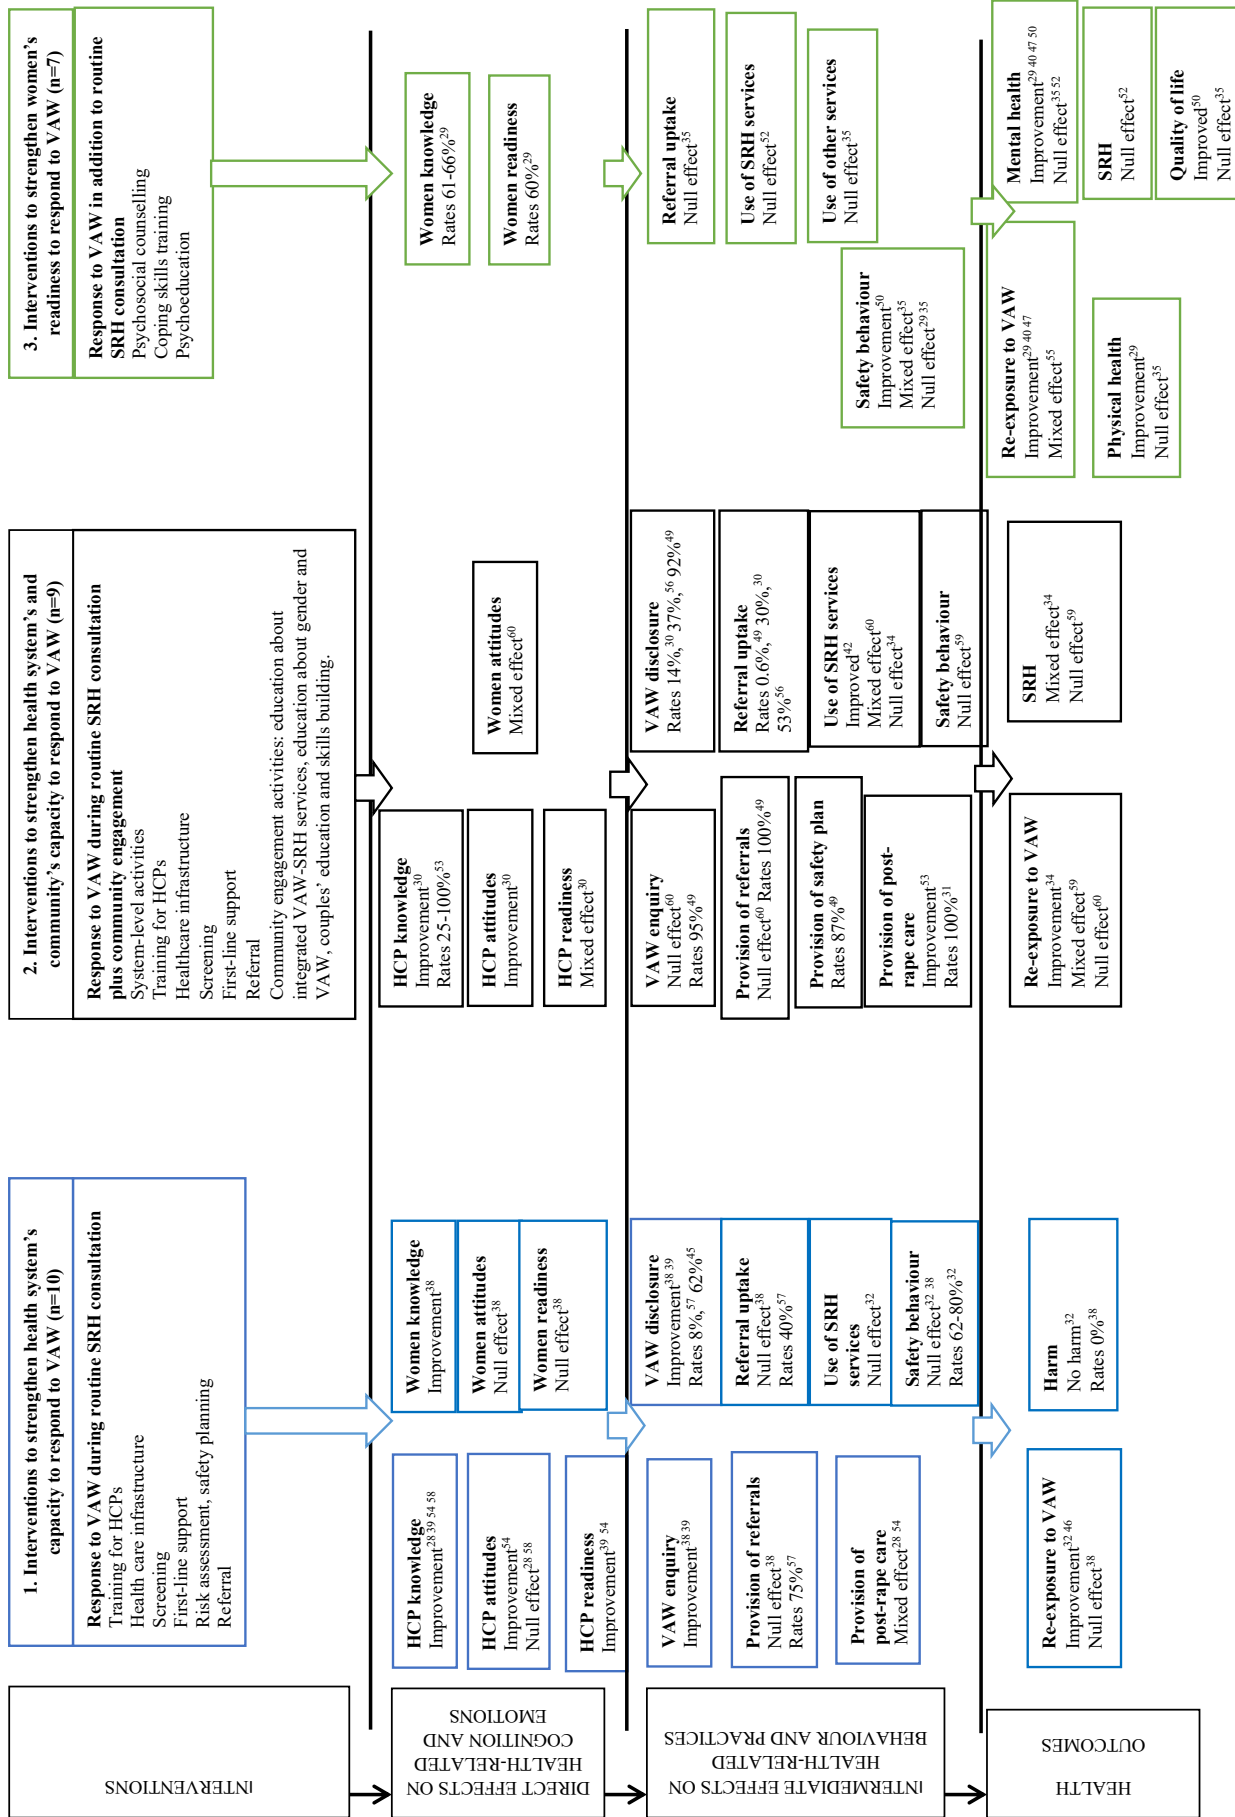 INTERVENTIONS
DIRECT EFFECTS ON
HEALTH-RELATED
COGNITION AND
EMOTIONS
INTERMEDIATE EFFECTS ON
HEALTH-RELATED
BEHAVIOUR AND PRACTICES
HEALTH
OUTCOMES
1. Interventions to strengthen health system's
capacity to respond to VAW (n=10)
Response to VAW during routine SRH consultation
Training for HCPs
Health care infrastructure
Screening
First-line support
Risk assessment, safety planning
Referral
HCP knowledge
Improvement28 39 54 58
HCP attitudes
Improvement54
Null effect28 58
HCP readiness
Improvement39 54
Women knowledge
Improvement38
Women attitudes
Null effect38
Women readiness
Null effect38
VAW enquiry
Improvement38 39
Provision of referrals
Null effect38
Rates 75%57
Provision of
post-rape care
Mixed effect28 54
VAW disclosure
Improvement38 39
Rates 8%,57 62%45
Referral uptake
Null effect38
Rates 40%57
Use of SRH
services
Null effect32
Safety behaviour
Null effect32 38
Rates 62-80%32
Re-exposure to VAW
Improvement32 46
Null effect38
Harm
No harm32
Rates 0%38
2. Interventions to strengthen health system's and
community's capacity to respond to VAW (n=9)
Response to VAW during routine SRH consultation
plus community engagement
System-level activities
Training for HCPs
Healthcare infrastructure
Screening
First-line support
Referral
Community engagement activities: education about
integrated VAW-SRH services, education about gender and
VAW, couples' education and skills building.
HCP knowledge
Improvement30
Rates 25-100%53
HCP attitudes
Improvement30
HCP readiness
Mixed effect30
Women attitudes
Mixed effect60
VAW enquiry
Null effect60
Rates 95%49
Provision of referrals
Null effect60 Rates 100%49
Provision of safety plan
Rates 87%49
Provision of post-
rape care
Improvement53
Rates 100%31
VAW disclosure
Rates 14%,30 37%,56 92%49
Referral uptake
Rates 0.6%,49 30%,30
53%56
Use of SRH services
Improved42
Mixed effect60
Null effect34
Safety behaviour
Null effect59
Re-exposure to VAW
Improvement34
Mixed effect59
Null effect60
SRH
Mixed effect34
Null effect59
3. Interventions to strengthen women's
readiness to respond to VAW (n=7)
Response to VAW in addition to routine
SRH consultation
Psychosocial counselling
Coping skills training
Psychoeducation
Women knowledge
Rates 61-66%29
Women readiness
Rates 60%29
Referral uptake
Null effect35
Use of SRH services
Null effect52
Use of other services
Null effect35
Safety behaviour
Improvement50
Mixed effect35
Null effect29 35
Re-exposure to VAW
Improvement29 40 47
Mixed effect55
Physical health
Improvement29
Null effect35
Mental health
Improvement29 40 47 50
Null effect35 52
SRH
Null effect52
Quality of life
Improved50
Null effect35